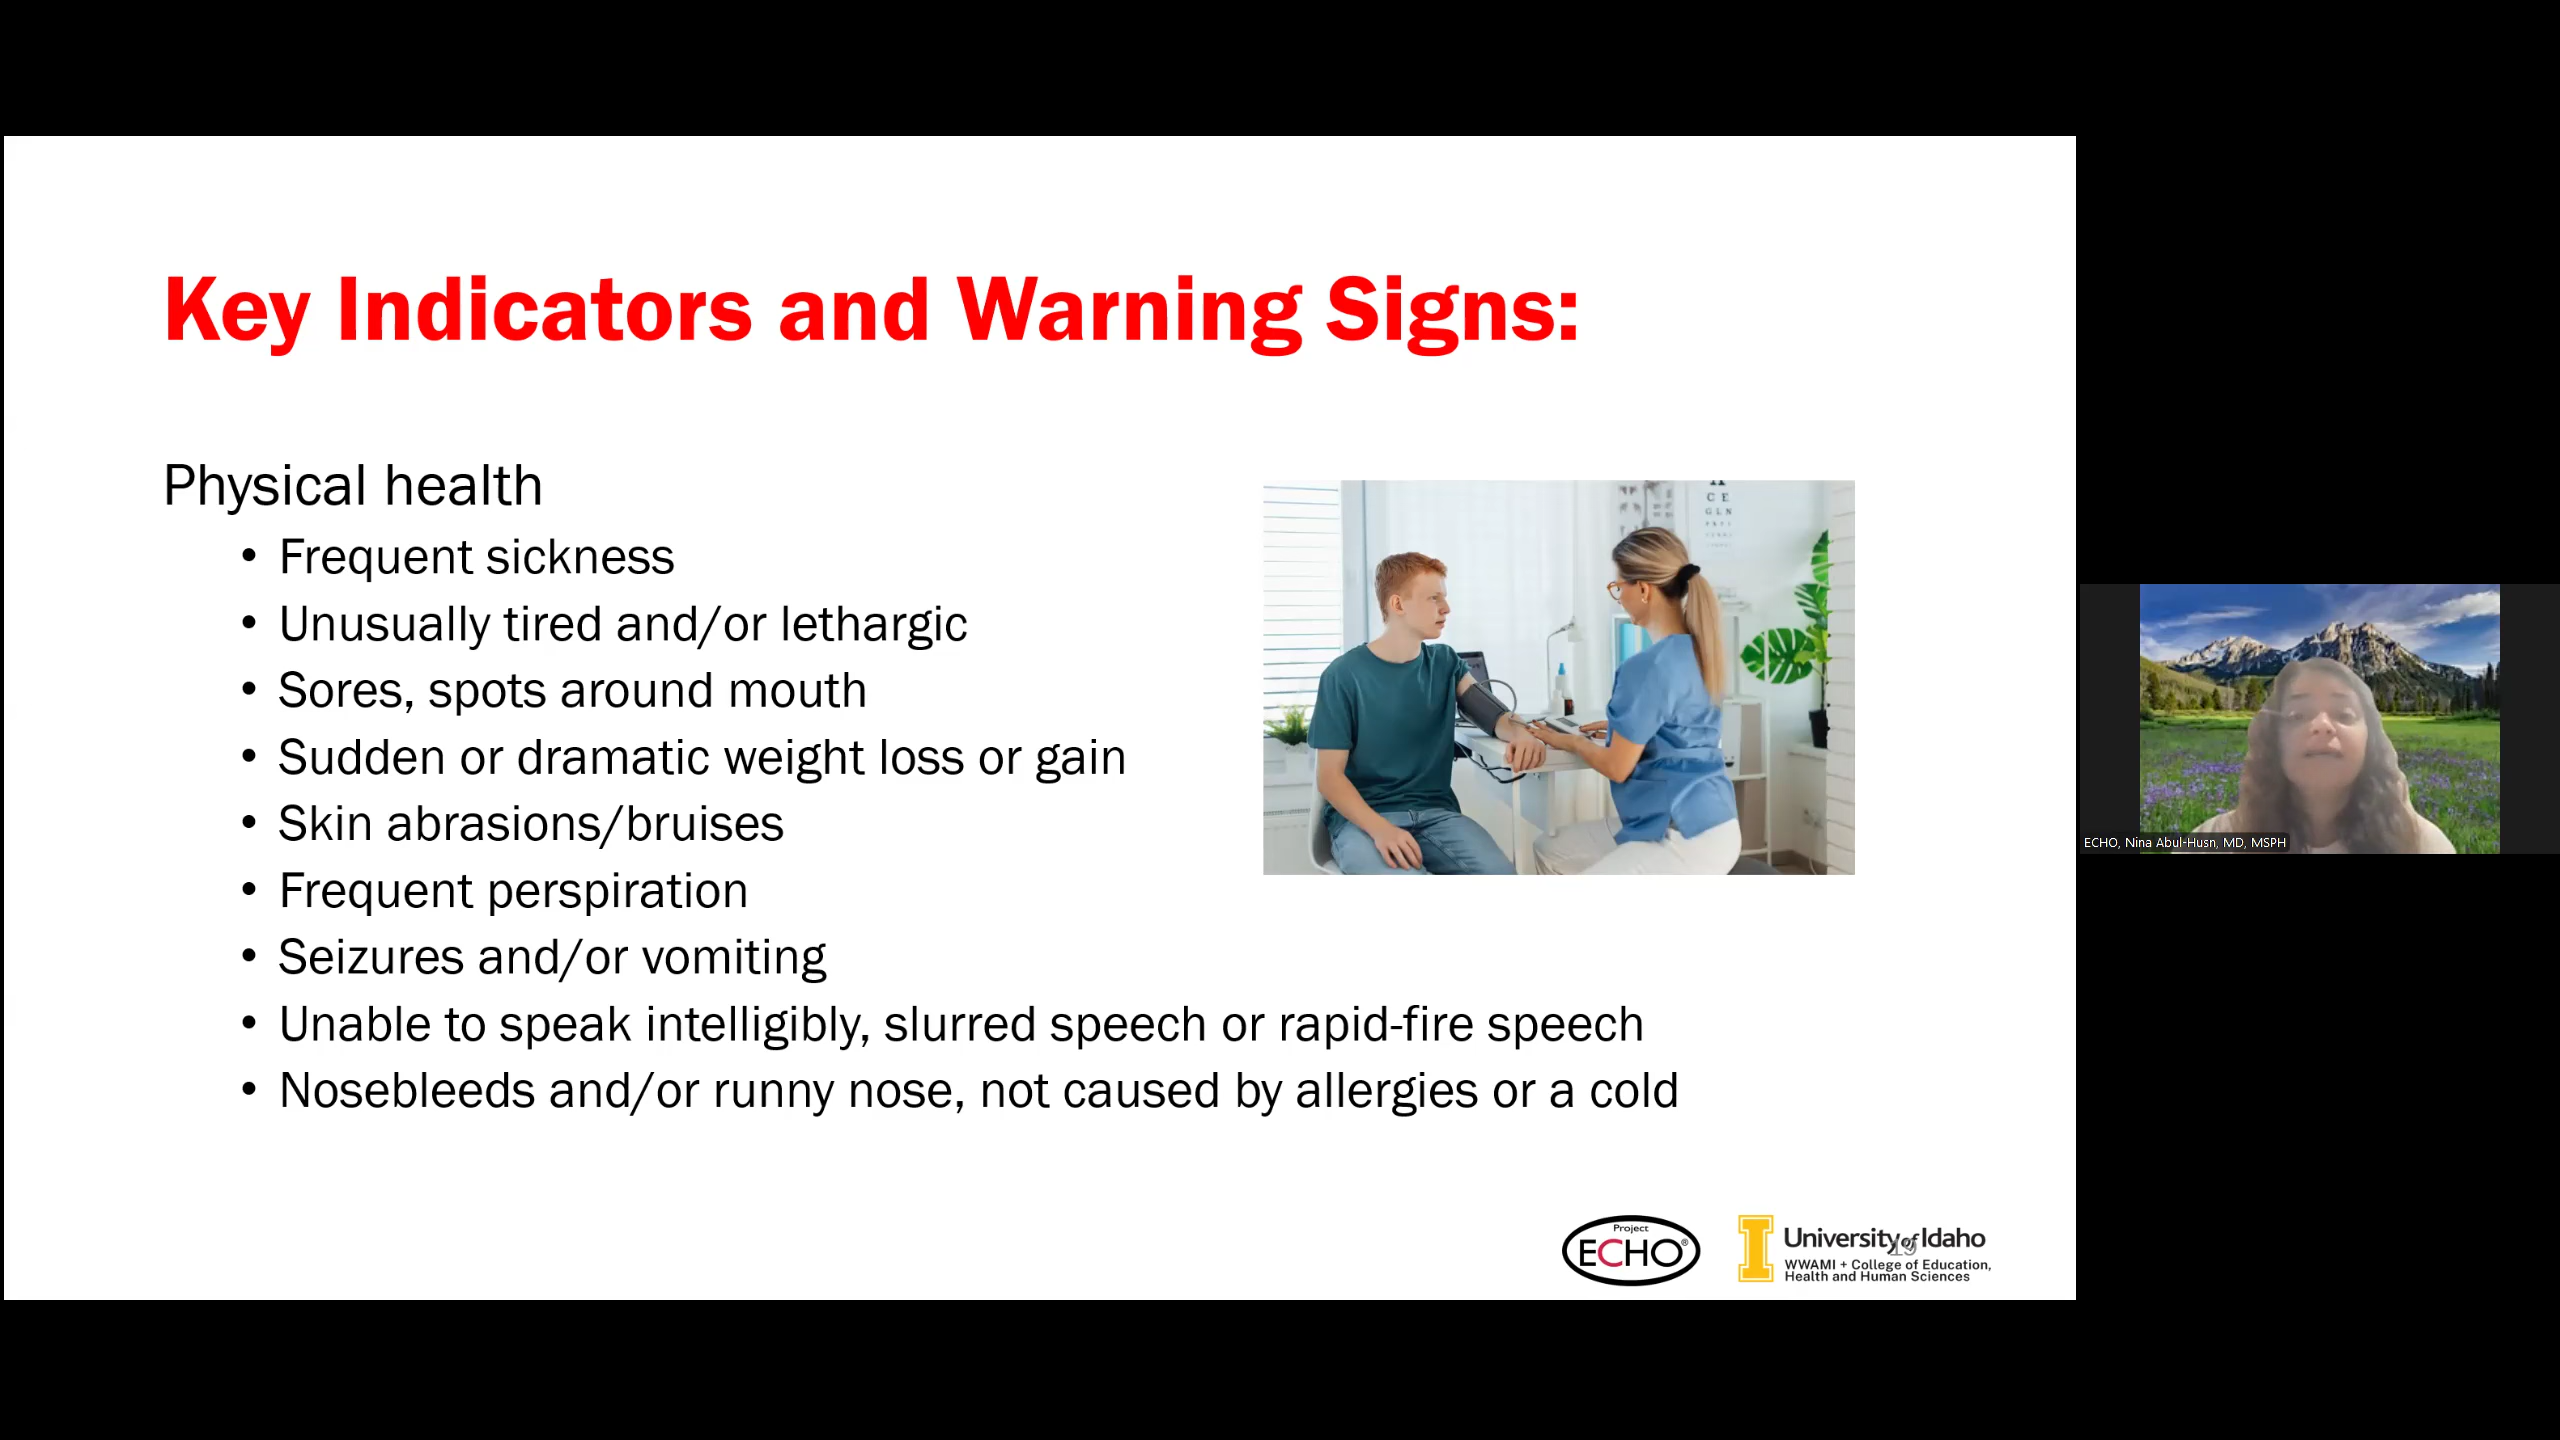 Key Indicators and Warning Signs:
Physical health
• Frequent sickness
• Unusually tired and/or lethargic
• Sores, spots around mouth
• Sudden or dramatic weight loss or gain
• Skin abrasions/bruises
• Frequent perspiration
• Seizures and/or vomiting
• Unable to speak intelligibly, slurred speech or rapid-fire speech
• Nosebleeds and/or runny nose, not caused by allergies or a cold
C E
G L N
ECHO, Nina Abul-Husn, MD, MSPH
Project
ECHO®
I
University of Idaho
19
WWAMI + College of Education,
Health and Human Sciences